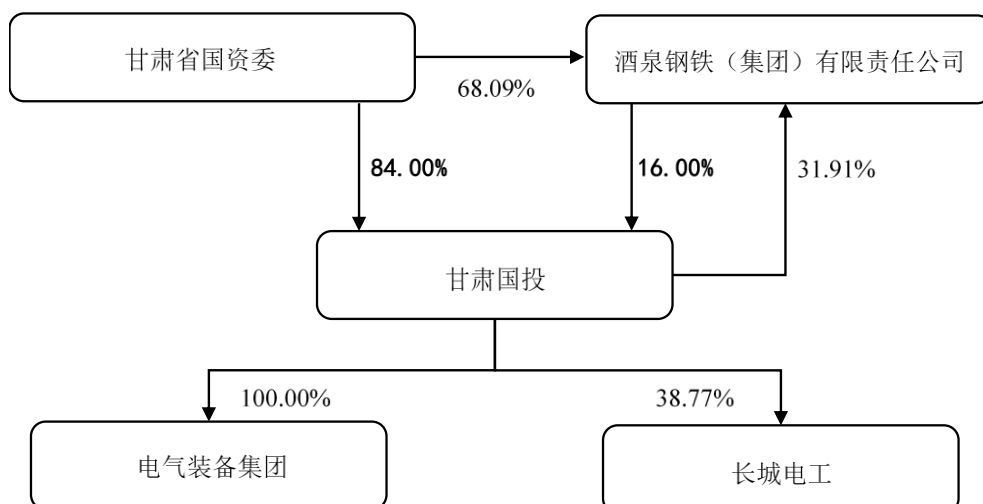 甘肃省国资委
酒泉钢铁（集团）有限责任公司
68.09%
84.00%
16.00%
31.91%
甘肃国投
100.00%
38.77%
电气装备集团
长城电工